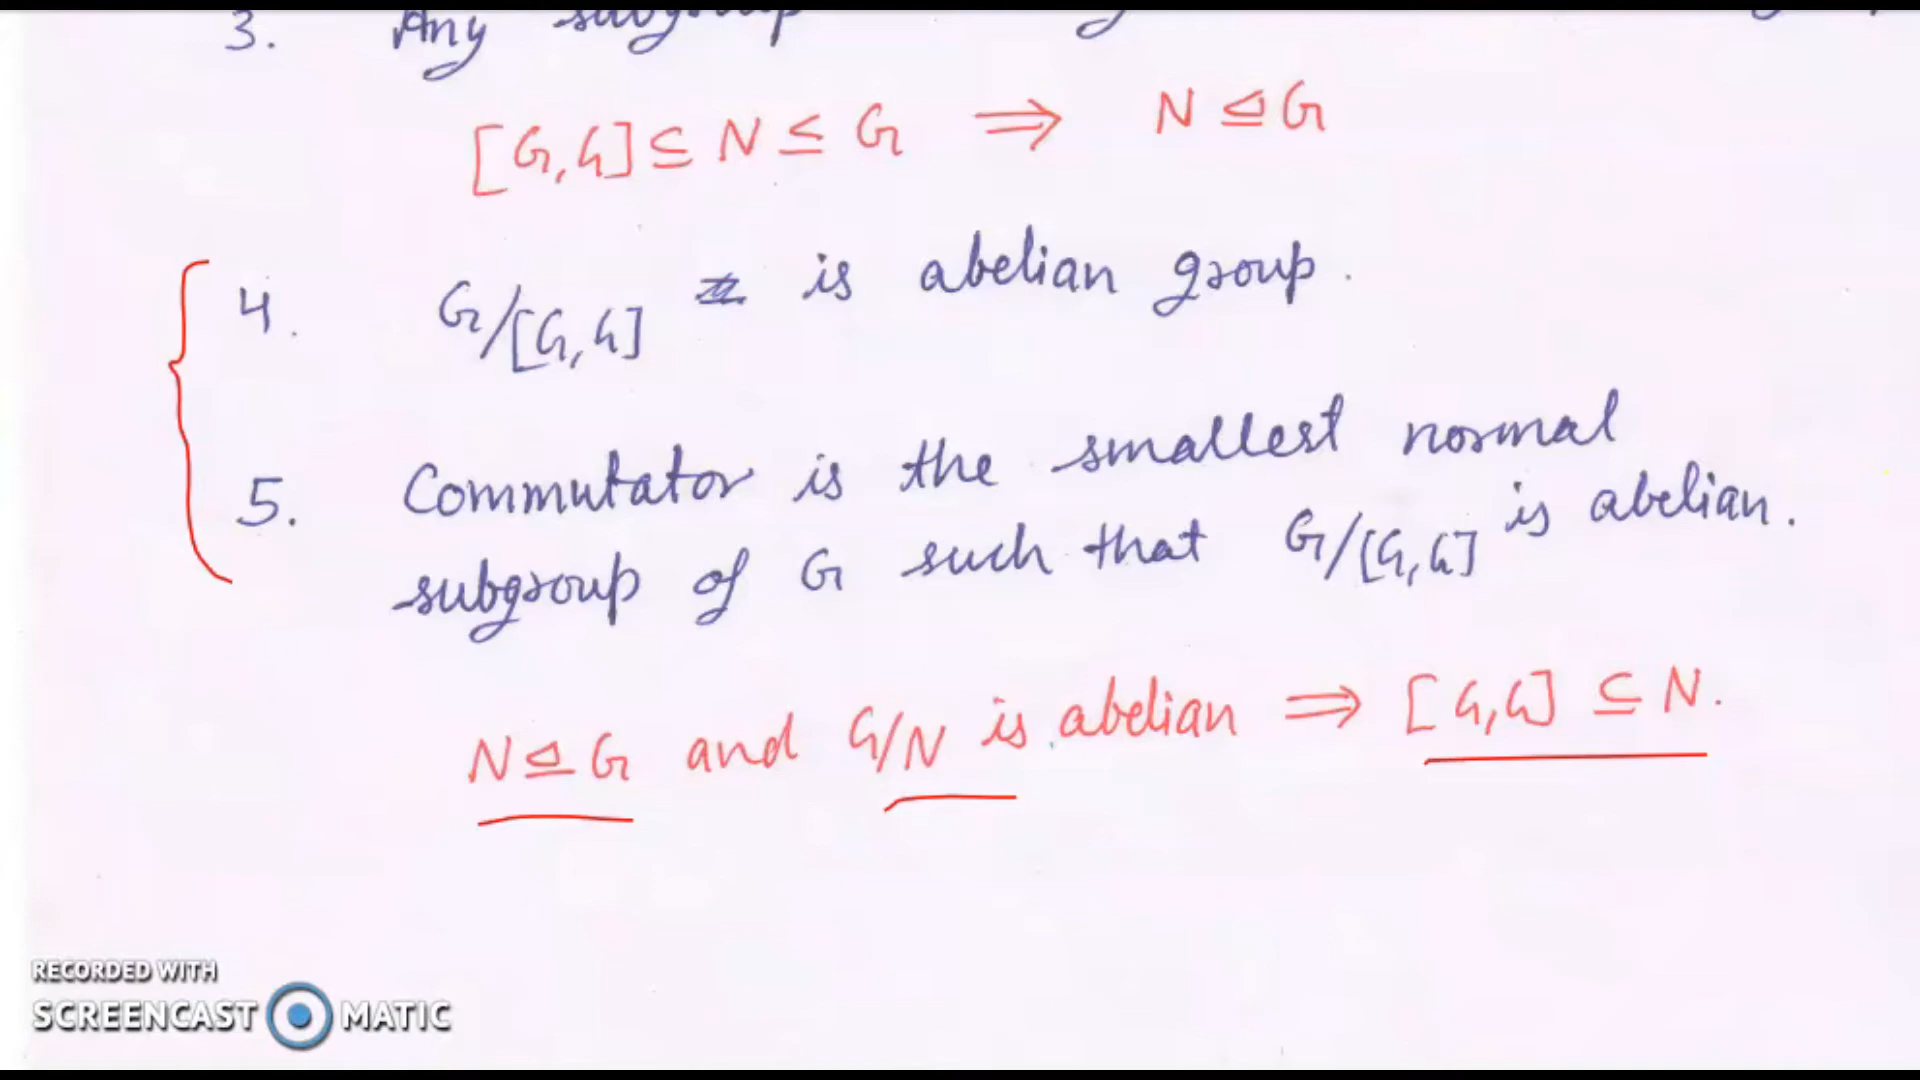 3. Any subgroup
[G,G] ⊆ N ≤ G ⟹ N ⊴ G
4. G/[G,G] is abelian group.
5. Commutator is the smallest normal
subgroup of G such that G/[G,G] is abelian.
N ⊴ G and G/N is abelian ⟹ [G,G] ⊆ N.
RECORDED WITH
SCREENCAST MATIC